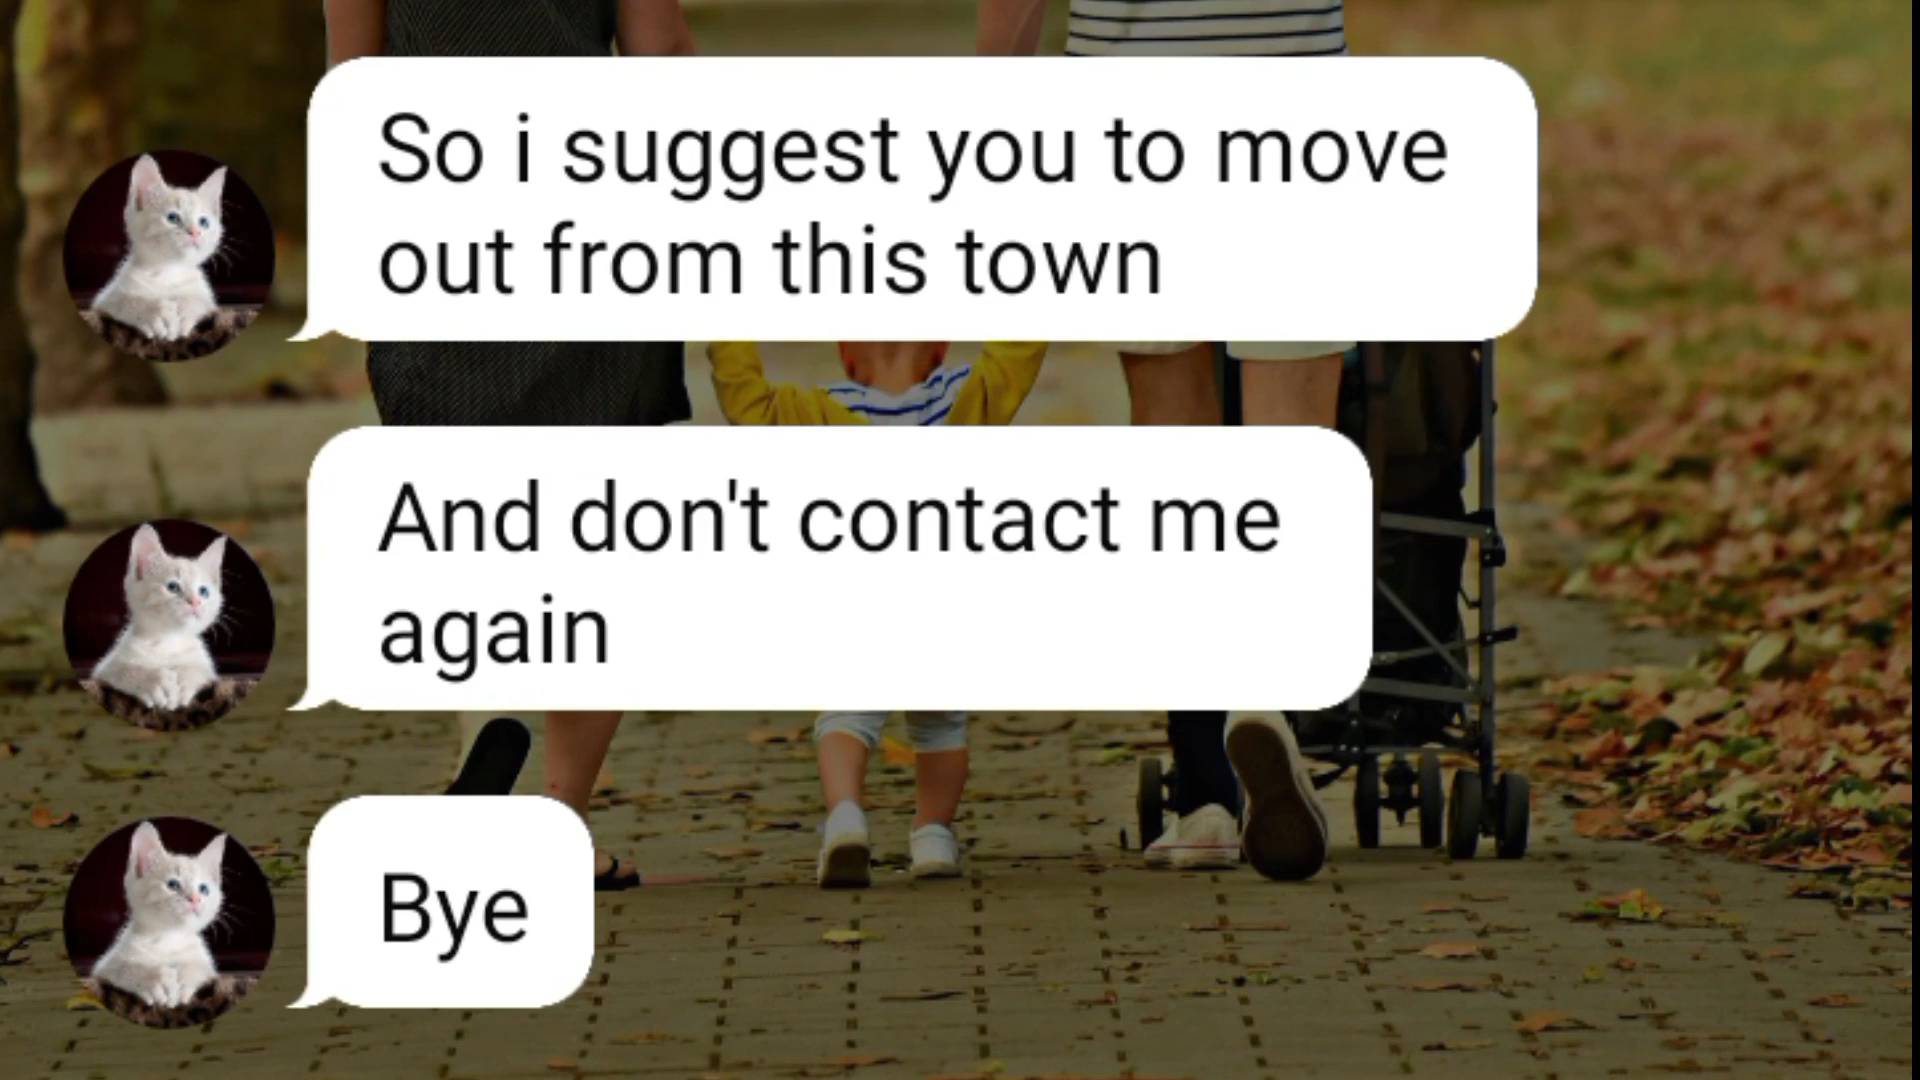 So i suggest you to move
out from this town
And don't contact me
again
Bye